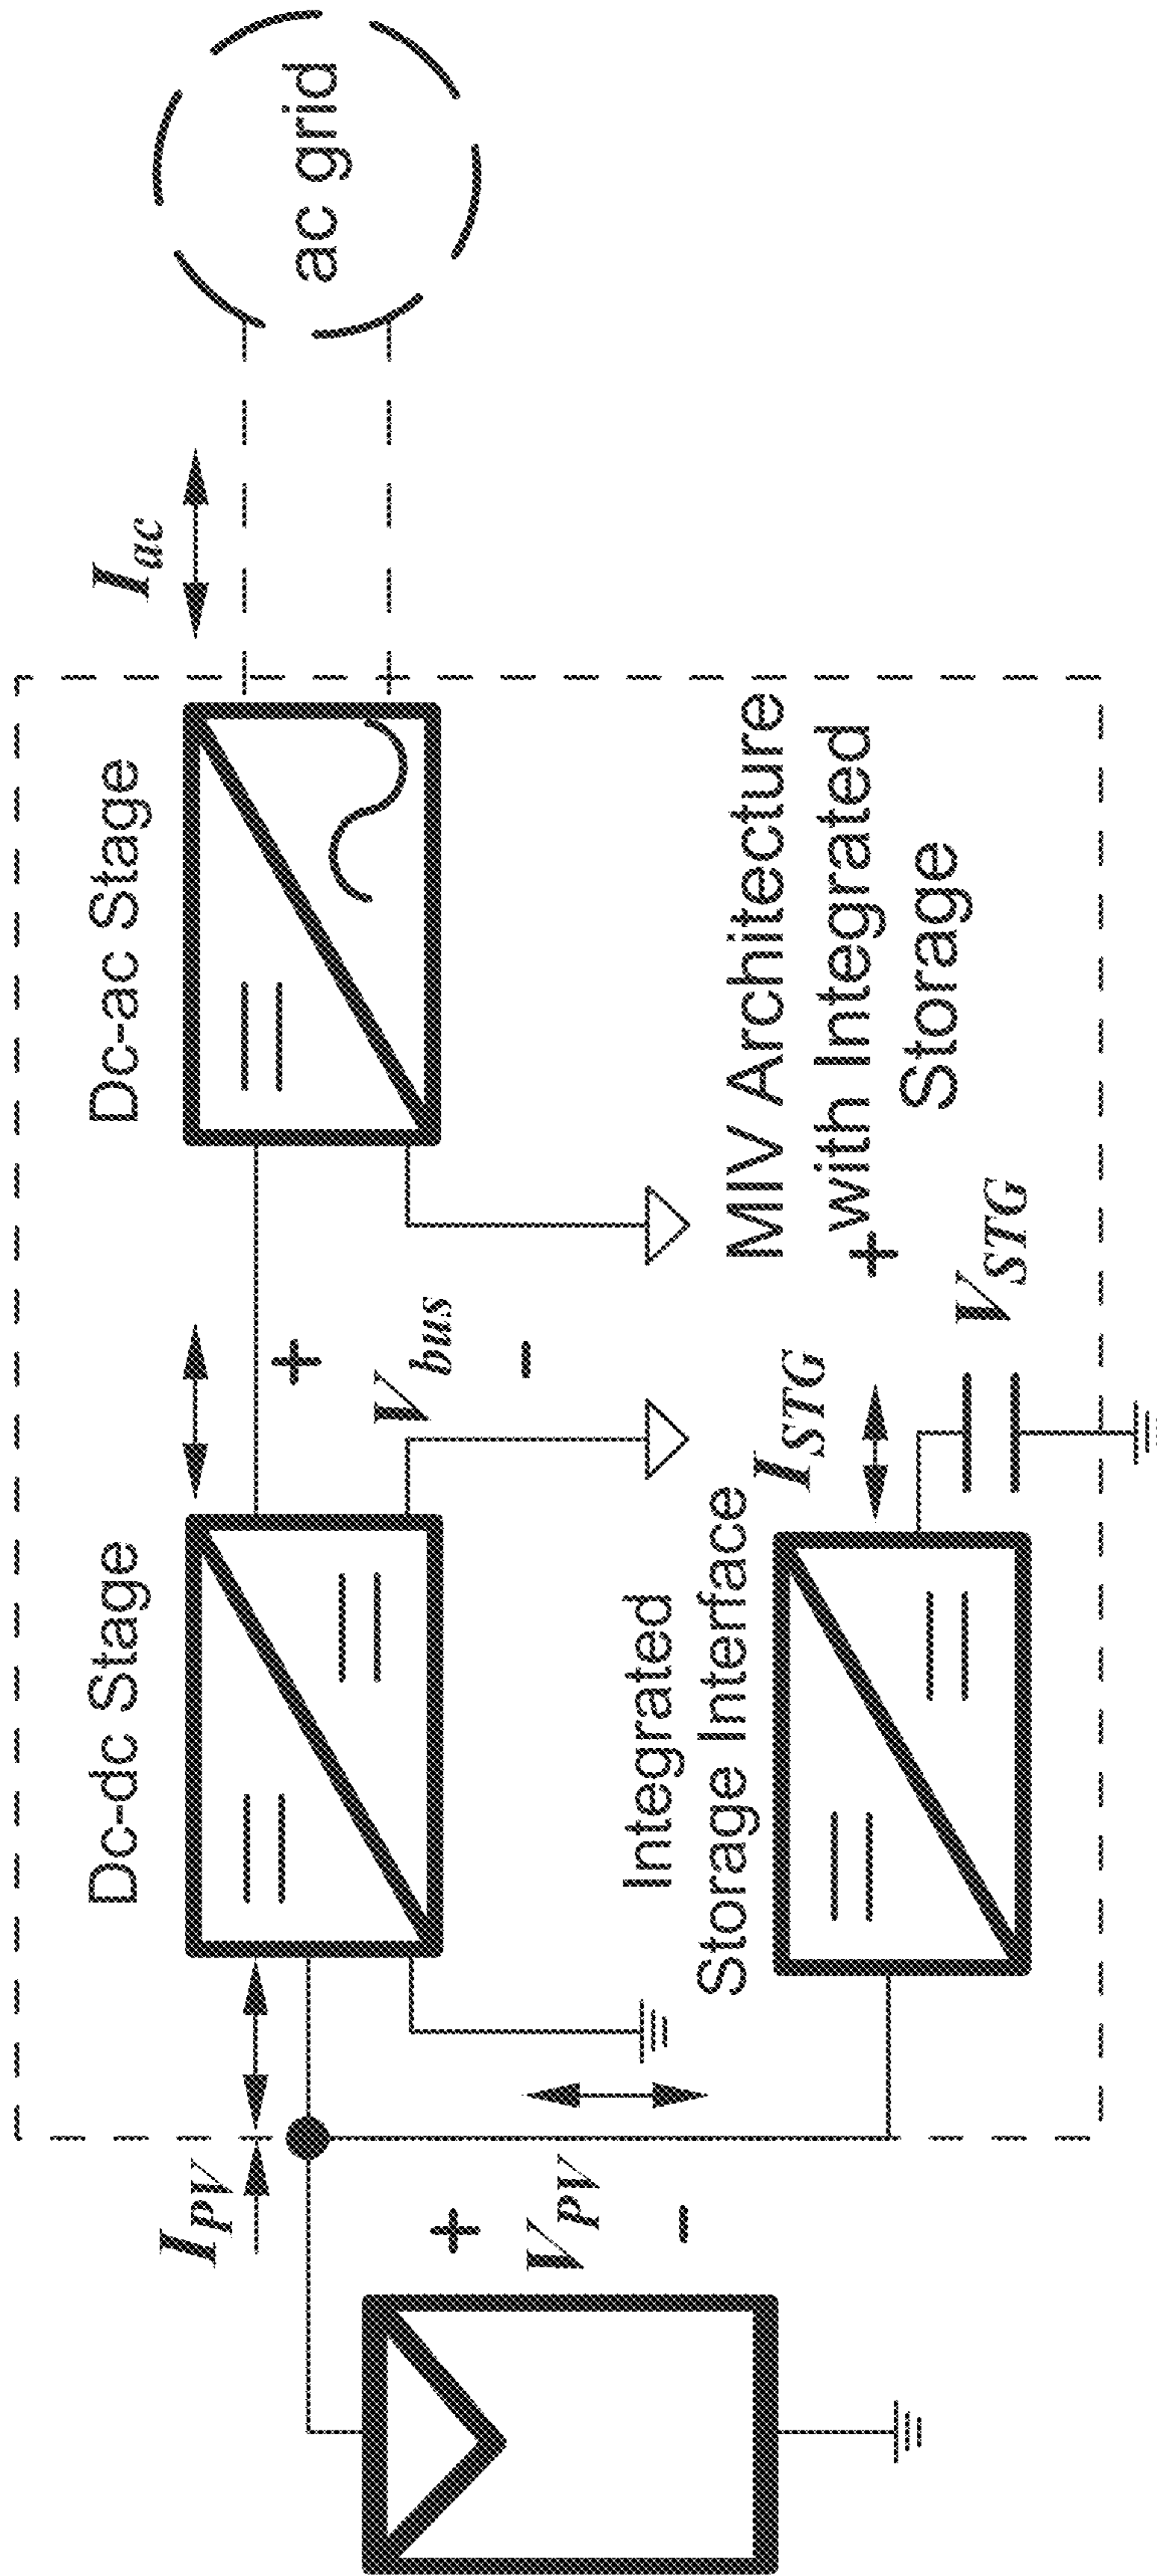 Dc-dc Stage
Dc-ac Stage
I_ac
ac grid
I_PV
+
V_PV
-
+
V_bus
-
Integrated
Storage Interface
I_STG
+
V_STG
MIV Architecture
with Integrated
Storage